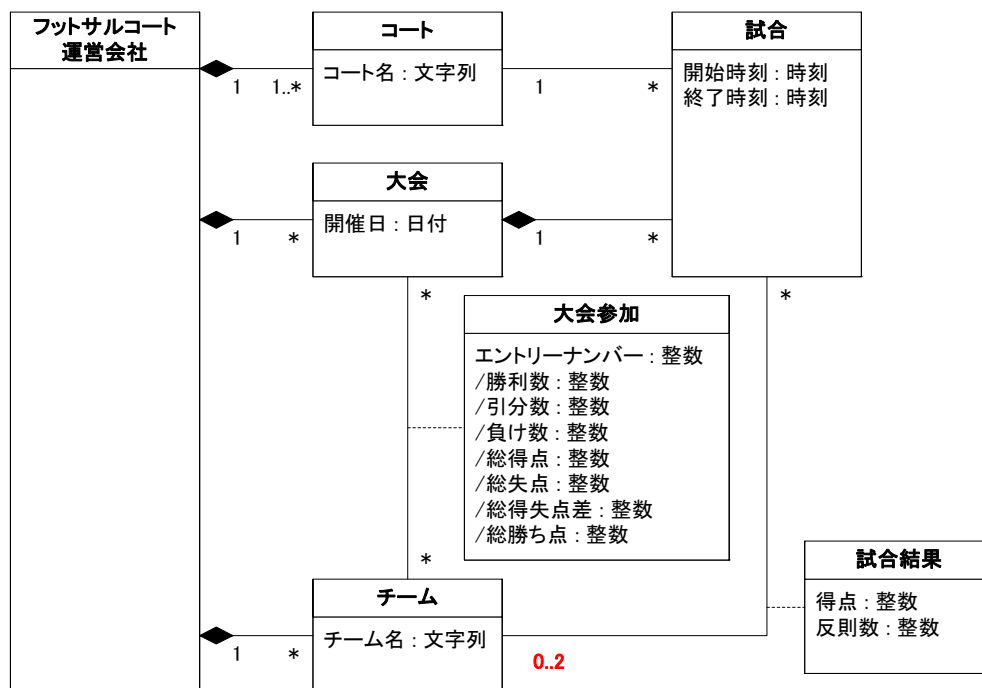 フットサルコート
運営会社
コート
コート名 : 文字列
試合
開始時刻 : 時刻
終了時刻 : 時刻
1
1..*
1
*
大会
開催日 : 日付
1
*
1
*
*
*
大会参加
エントリーナンバー : 整数
/勝利数 : 整数
/引分数 : 整数
/負け数 : 整数
/総得点 : 整数
/総失点 : 整数
/総得失点差 : 整数
/総勝ち点 : 整数
*
試合結果
得点 : 整数
反則数 : 整数
チーム
チーム名 : 文字列
1
*
0..2